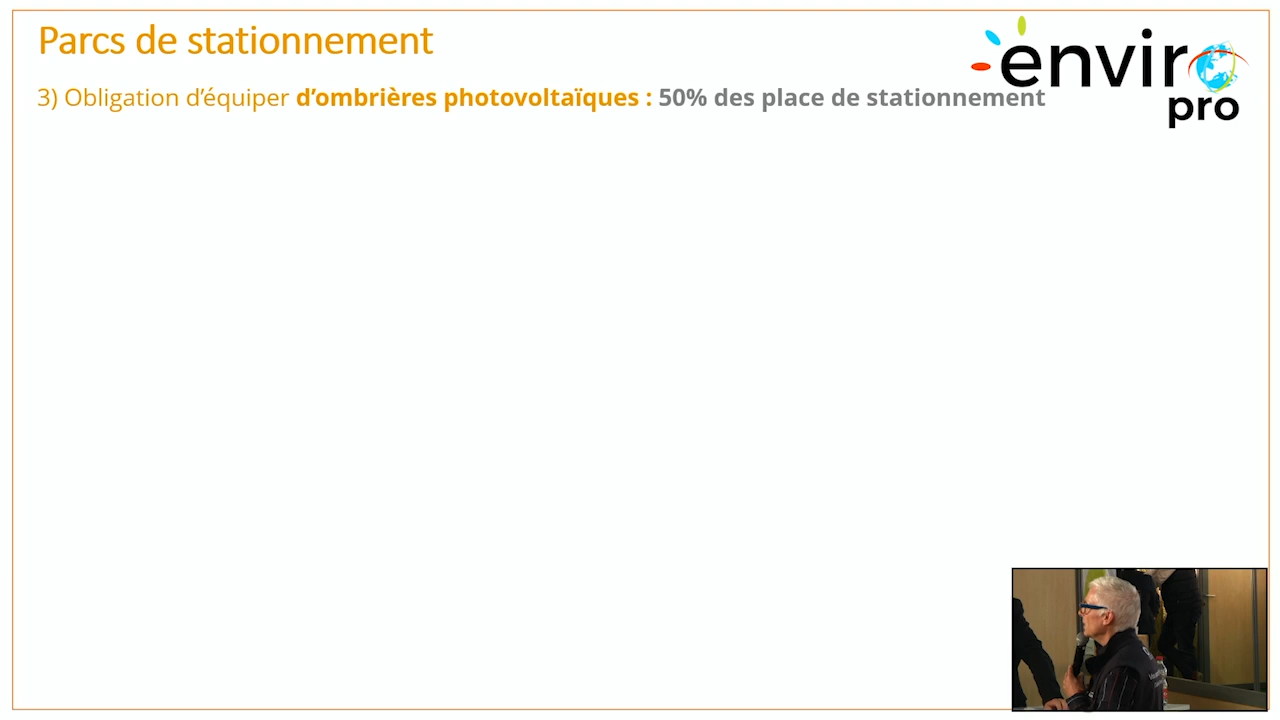 Parcs de stationnement
3) Obligation d’équiper d’ombrières photovoltaïques : 50% des place de stationnement
enviro
pro